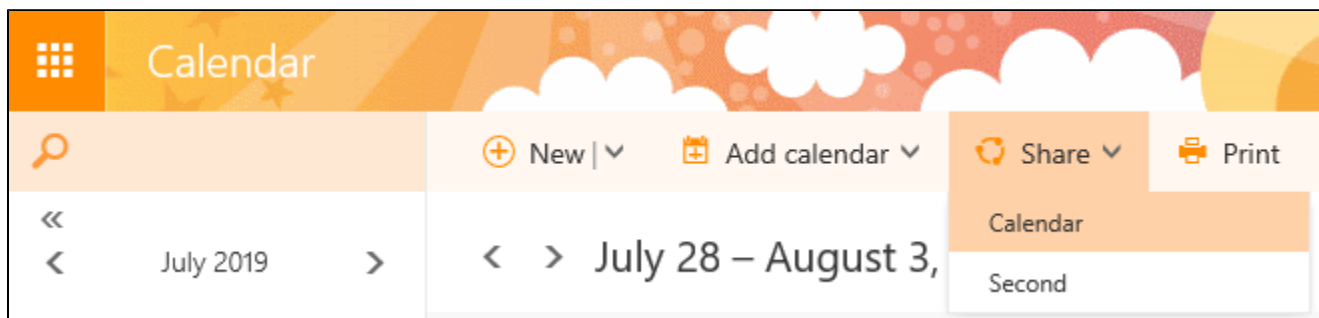 Calendar
New | Add calendar Share Print
Calendar
July 2019 July 28 – August 3,
Second